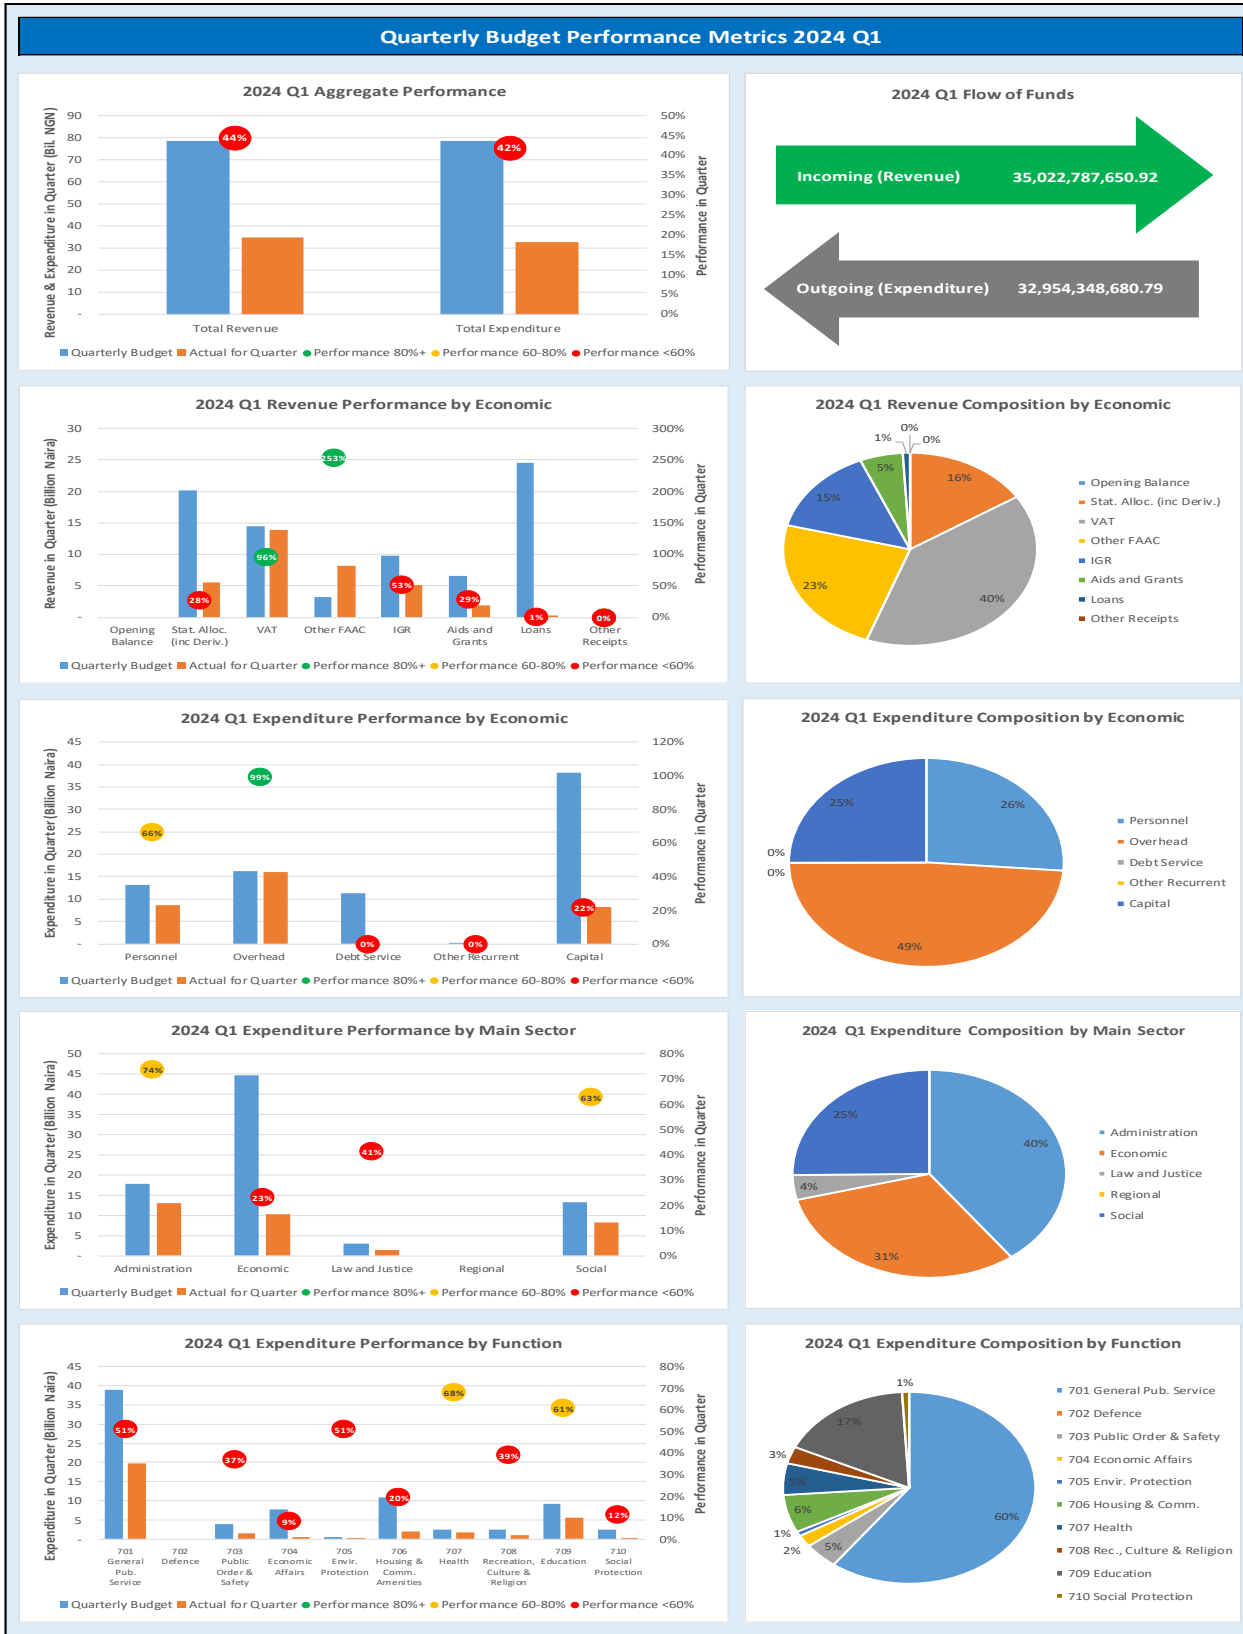 Quarterly Budget Performance Metrics 2024 Q1
2024 Q1 Aggregate Performance
Revenue & Expenditure in Quarter (Bil. NGN)
90
80
70
60
50
40
30
20
10
-
44%
42%
50%
45%
40%
35%
30%
25%
20%
15%
10%
5%
0%
Performance in Quarter
Total Revenue
Total Expenditure
Quarterly Budget Actual for Quarter Performance 80%+ Performance 60-80% Performance <60%
2024 Q1 Flow of Funds
Incoming (Revenue) 35,022,787,650.92
Outgoing (Expenditure) 32,954,348,680.79
2024 Q1 Revenue Performance by Economic
Revenue in Quarter (Billion Naira)
30
25
20
15
10
5
-
28%
96%
253%
53%
29%
1%
0%
300%
250%
200%
150%
100%
50%
0%
Performance in Quarter
Opening Balance
Stat. Alloc. (inc Deriv.)
VAT
Other FAAC
IGR
Aids and Grants
Loans
Other Receipts
Quarterly Budget Actual for Quarter Performance 80%+ Performance 60-80% Performance <60%
2024 Q1 Revenue Composition by Economic
0%
1%
0%
5%
16%
15%
23%
40%
Opening Balance
Stat. Alloc. (inc Deriv.)
VAT
Other FAAC
IGR
Aids and Grants
Loans
Other Receipts
2024 Q1 Expenditure Performance by Economic
Expenditure in Quarter (Billion Naira)
45
40
35
30
25
20
15
10
5
-
66%
99%
0%
0%
22%
120%
100%
80%
60%
40%
20%
0%
Performance in Quarter
Personnel
Overhead
Debt Service
Other Recurrent
Capital
Quarterly Budget Actual for Quarter Performance 80%+ Performance 60-80% Performance <60%
2024 Q1 Expenditure Composition by Economic
25%
26%
0%
0%
49%
Personnel
Overhead
Debt Service
Other Recurrent
Capital
2024 Q1 Expenditure Performance by Main Sector
Expenditure in Quarter (Billion Naira)
50
45
40
35
30
25
20
15
10
5
-
74%
23%
41%
63%
80%
70%
60%
50%
40%
30%
20%
10%
0%
Performance in Quarter
Administration
Economic
Law and Justice
Regional
Social
Quarterly Budget Actual for Quarter Performance 80%+ Performance 60-80% Performance <60%
2024 Q1 Expenditure Composition by Main Sector
25%
40%
4%
31%
Administration
Economic
Law and Justice
Regional
Social
2024 Q1 Expenditure Performance by Function
Expenditure in Quarter (Billion Naira)
45
40
35
30
25
20
15
10
5
-
51%
37%
9%
51%
20%
68%
39%
61%
12%
80%
70%
60%
50%
40%
30%
20%
10%
0%
Performance in Quarter
701 General Pub. Service
702 Defence
703 Public Order & Safety
704 Economic Affairs
705 Envir. Protection
706 Housing & Comm. Amenities
707 Health
708 Recreation, Culture & Religion
709 Education
710 Social Protection
Quarterly Budget Actual for Quarter Performance 80%+ Performance 60-80% Performance <60%
2024 Q1 Expenditure Composition by Function
1%
17%
3%
5%
6%
1%
2%
5%
60%
701 General Pub. Service
702 Defence
703 Public Order & Safety
704 Economic Affairs
705 Envir. Protection
706 Housing & Comm.
707 Health
708 Rec., Culture & Religion
709 Education
710 Social Protection